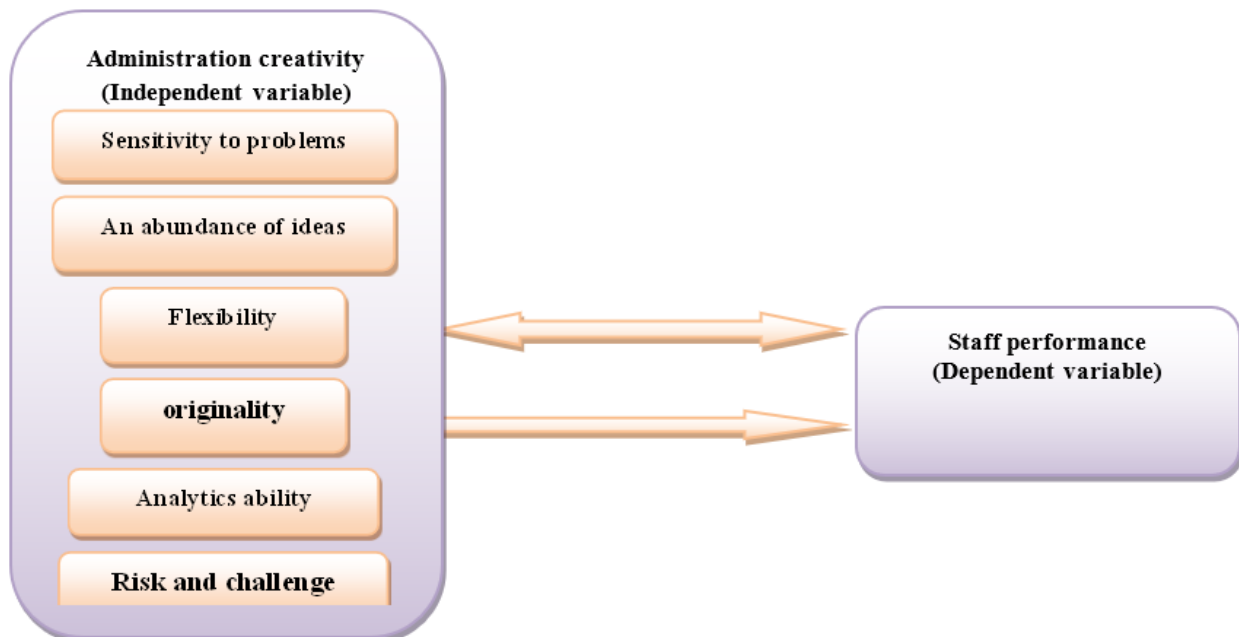 Administration creativity
(Independent variable)
Sensitivity to problems
An abundance of ideas
Flexibility
originality
Analytics ability
Risk and challenge
Staff performance
(Dependent variable)